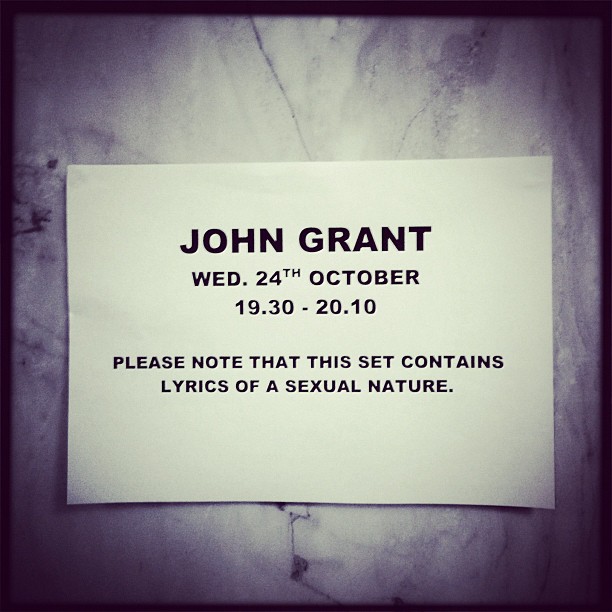 JOHN GRANT
WED. 24TH OCTOBER
19.30 - 20.10
PLEASE NOTE THAT THIS SET CONTAINS
LYRICS OF A SEXUAL NATURE.